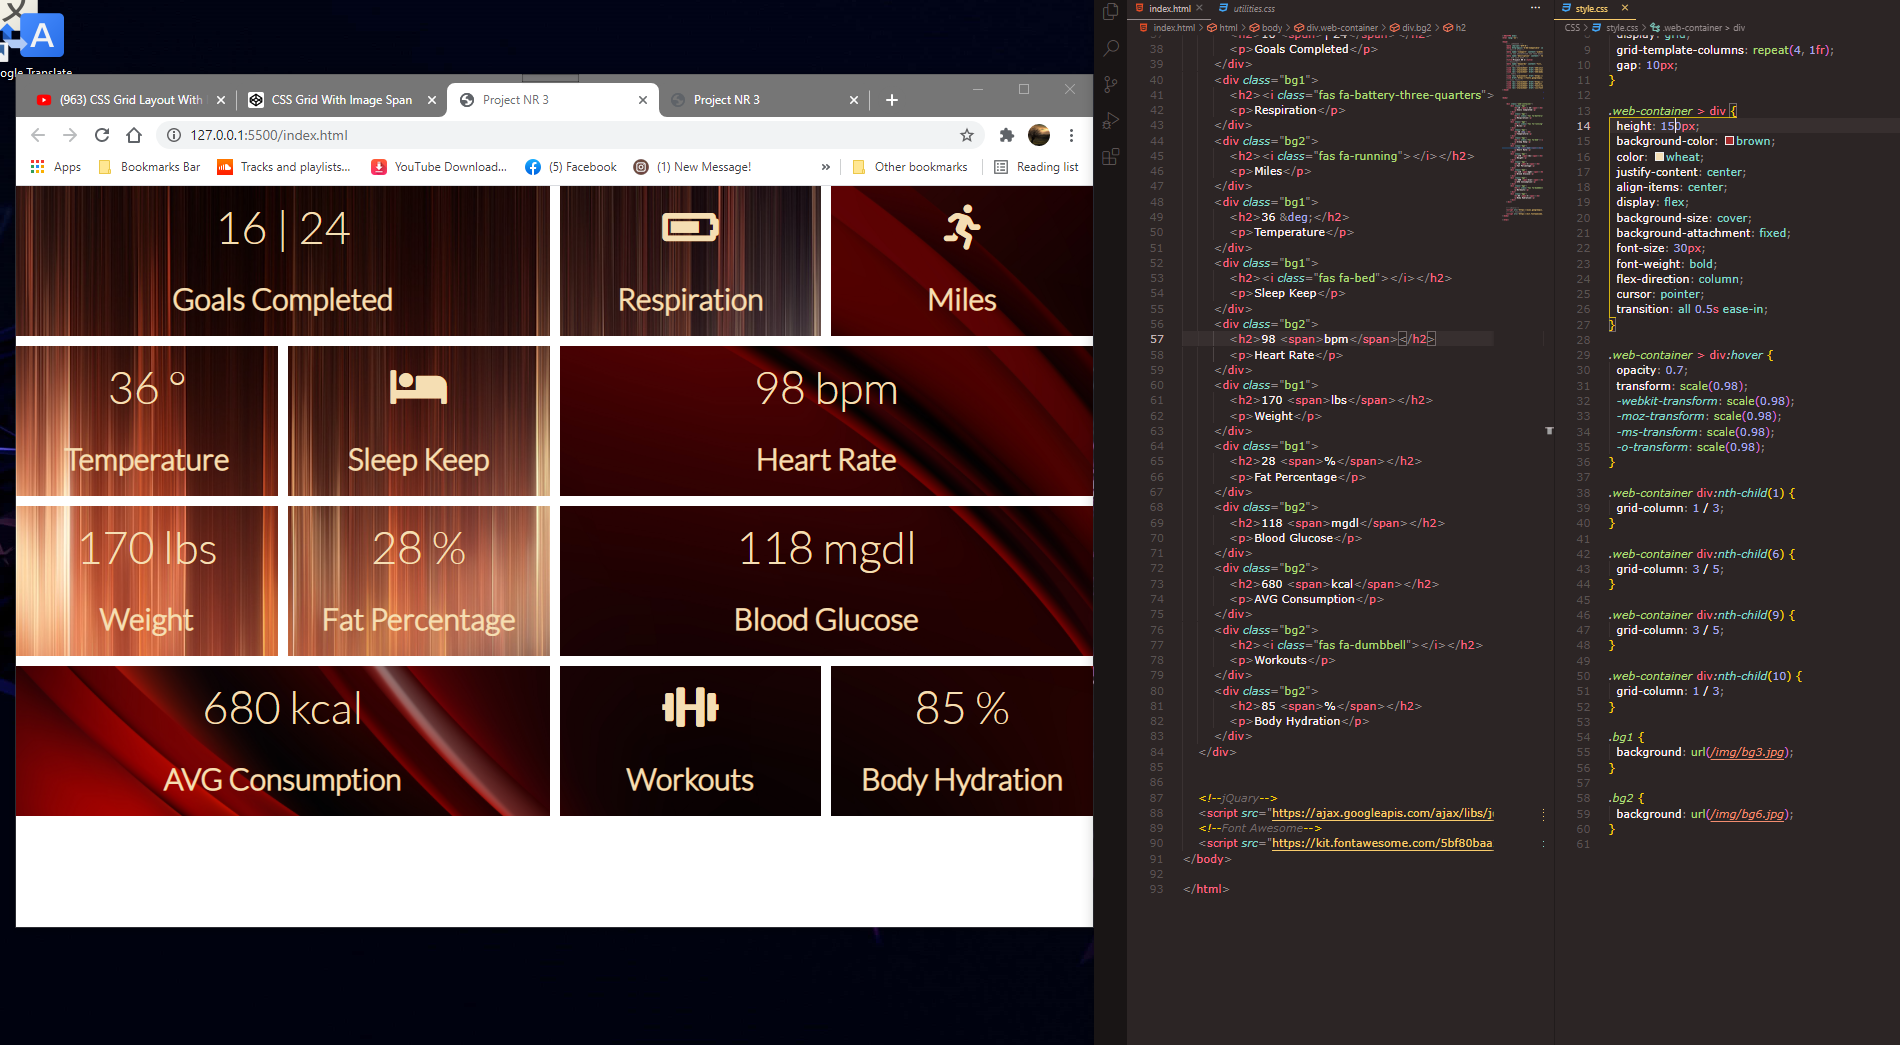 A
ogle Translate
(963) CSS Grid Layout With
CSS Grid With Image Span
Project NR 3
Project NR 3
127.0.0.1:5500/index.html
Apps
Bookmarks Bar
Tracks and playlists...
YouTube Download...
(5) Facebook
(1) New Message!
»
Other bookmarks
Reading list
16 | 24
Goals Completed
Respiration
Miles
36 °
Temperature
Sleep Keep
98 bpm
Heart Rate
170 lbs
Weight
28 %
Fat Percentage
118 mgdl
Blood Glucose
680 kcal
AVG Consumption
Workouts
85 %
Body Hydration
index.html
utilities.css
index.html > html > body > div.web-container > div.bg2 > h2
38 <p>Goals Completed</p>
39 </div>
40 <div class="bg1">
41 <h2><i class="fas fa-battery-three-quarters">
42 <p>Respiration</p>
43 </div>
44 <div class="bg2">
45 <h2><i class="fas fa-running"></i></h2>
46 <p>Miles</p>
47 </div>
48 <div class="bg1">
49 <h2>36 &deg;</h2>
50 <p>Temperature</p>
51 </div>
52 <div class="bg1">
53 <h2><i class="fas fa-bed"></i></h2>
54 <p>Sleep Keep</p>
55 </div>
56 <div class="bg2">
57 <h2>98 <span>bpm</span></h2>
58 <p>Heart Rate</p>
59 </div>
60 <div class="bg1">
61 <h2>170 <span>lbs</span></h2>
62 <p>Weight</p>
63 </div>
64 <div class="bg1">
65 <h2>28 <span>%</span></h2>
66 <p>Fat Percentage</p>
67 </div>
68 <div class="bg2">
69 <h2>118 <span>mgdl</span></h2>
70 <p>Blood Glucose</p>
71 </div>
72 <div class="bg2">
73 <h2>680 <span>kcal</span></h2>
74 <p>AVG Consumption</p>
75 </div>
76 <div class="bg2">
77 <h2><i class="fas fa-dumbbell"></i></h2>
78 <p>Workouts</p>
79 </div>
80 <div class="bg2">
81 <h2>85 <span>%</span></h2>
82 <p>Body Hydration</p>
83 </div>
84 </div>
85
86
87 <!--jQuary-->
88 <script src="https://ajax.googleapis.com/ajax/libs/j
89 <!--Font Awesome-->
90 <script src="https://kit.fontawesome.com/5bf80baa
91 </body>
92
93 </html>
style.css
CSS > style.css > .web-container > div
display: grid;
9 grid-template-columns: repeat(4, 1fr);
10 gap: 10px;
11 }
12
13 .web-container > div {
14 height: 150px;
15 background-color: brown;
16 color: wheat;
17 justify-content: center;
18 align-items: center;
19 display: flex;
20 background-size: cover;
21 background-attachment: fixed;
22 font-size: 30px;
23 font-weight: bold;
24 flex-direction: column;
25 cursor: pointer;
26 transition: all 0.5s ease-in;
27 }
28
29 .web-container > div:hover {
30 opacity: 0.7;
31 transform: scale(0.98);
32 -webkit-transform: scale(0.98);
33 -moz-transform: scale(0.98);
34 -ms-transform: scale(0.98);
35 -o-transform: scale(0.98);
36 }
37
38 .web-container div:nth-child(1) {
39 grid-column: 1 / 3;
40 }
41
42 .web-container div:nth-child(6) {
43 grid-column: 3 / 5;
44 }
45
46 .web-container div:nth-child(9) {
47 grid-column: 3 / 5;
48 }
49
50 .web-container div:nth-child(10) {
51 grid-column: 1 / 3;
52 }
53
54 .bg1 {
55 background: url(/img/bg3.jpg);
56 }
57
58 .bg2 {
59 background: url(/img/bg6.jpg);
60 }
61